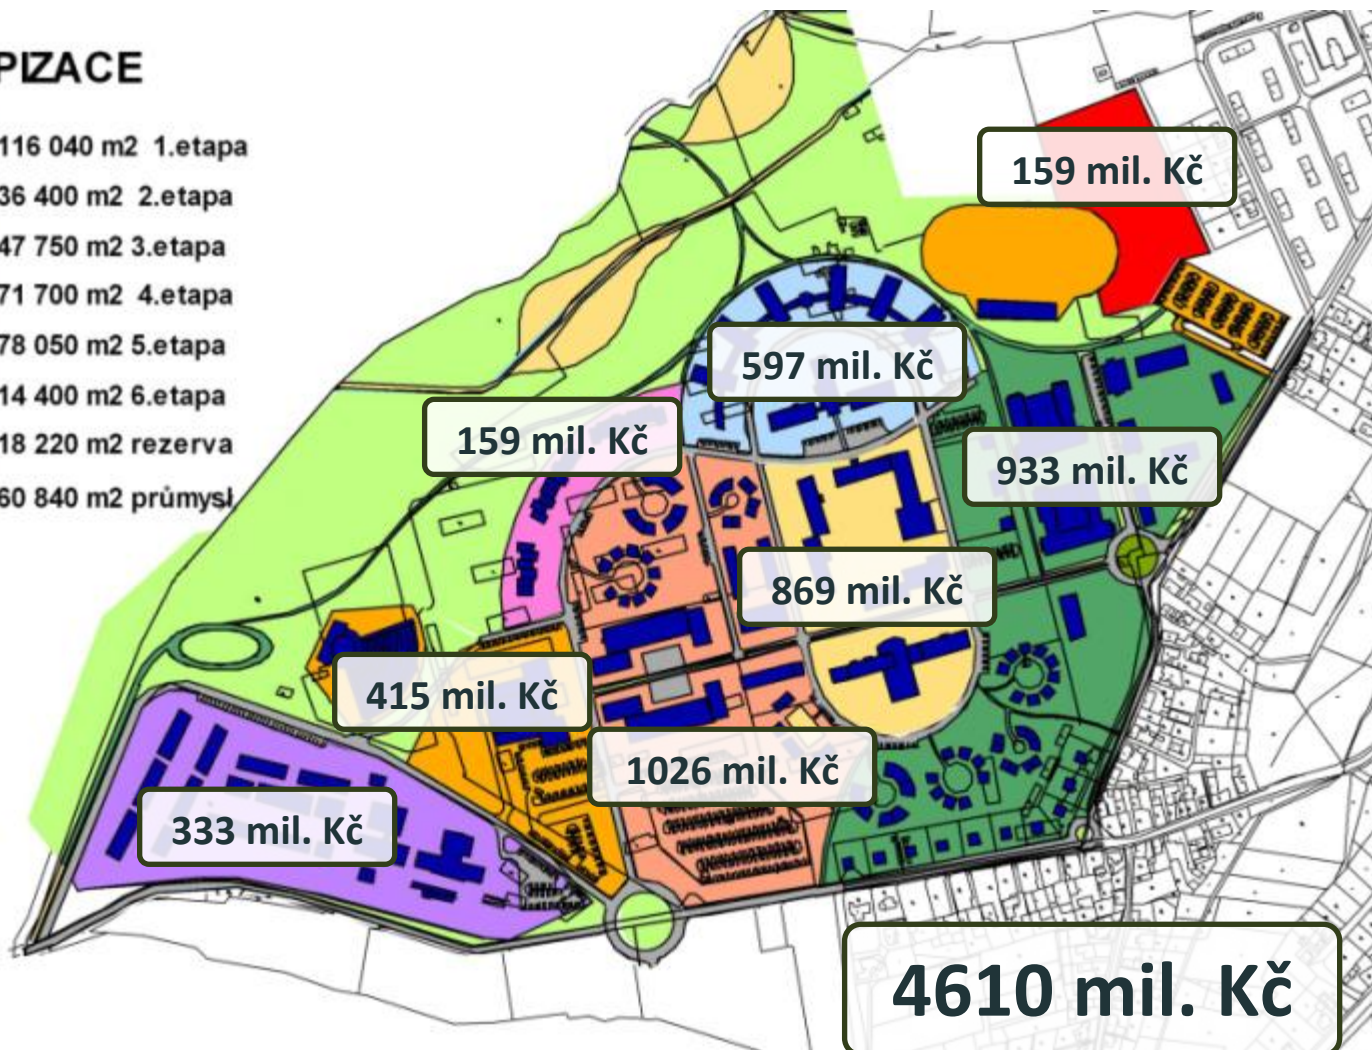 PIZACE
116 040 m2 1.etapa
36 400 m2 2.etapa
47 750 m2 3.etapa
71 700 m2 4.etapa
78 050 m2 5.etapa
14 400 m2 6.etapa
18 220 m2 rezerva
60 840 m2 průmysl
159 mil. Kč
597 mil. Kč
159 mil. Kč
933 mil. Kč
869 mil. Kč
415 mil. Kč
1026 mil. Kč
333 mil. Kč
4610 mil. Kč